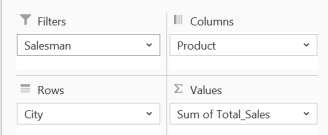 Filters
Columns
Salesman
Product
Rows
Σ Values
City
Sum of Total_Sales